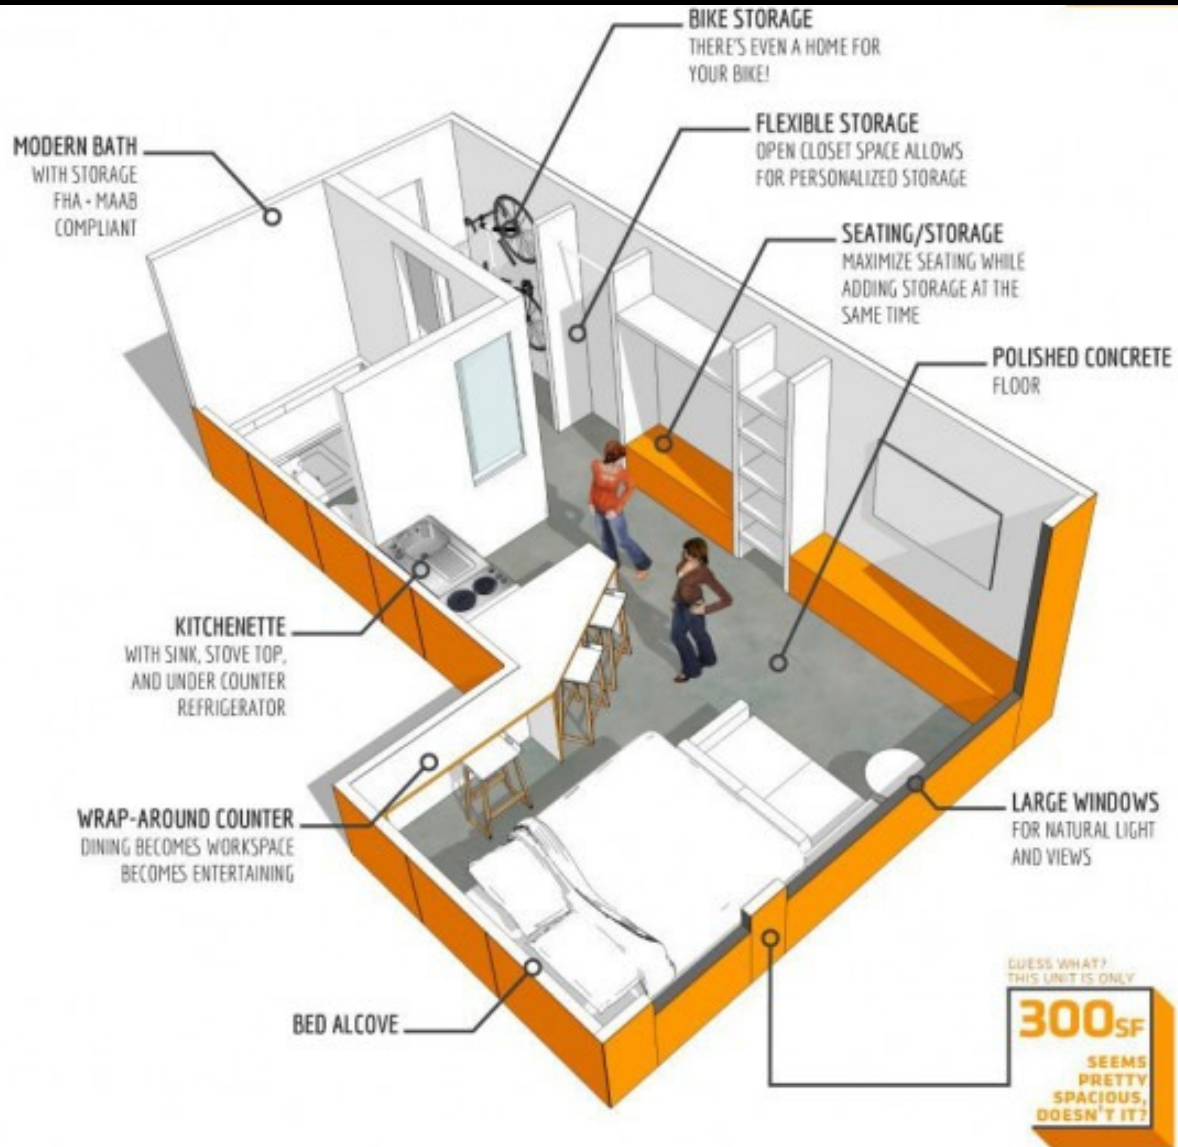 BIKE STORAGE
THERE'S EVEN A HOME FOR
YOUR BIKE!
MODERN BATH
WITH STORAGE
FHA - MAAB
COMPLIANT
FLEXIBLE STORAGE
OPEN CLOSET SPACE ALLOWS
FOR PERSONALIZED STORAGE
SEATING/STORAGE
MAXIMIZE SEATING WHILE
ADDING STORAGE AT THE
SAME TIME
POLISHED CONCRETE
FLOOR
KITCHENETTE
WITH SINK, STOVE TOP,
AND UNDER COUNTER
REFRIGERATOR
WRAP-AROUND COUNTER
DINING BECOMES WORKSPACE
BECOMES ENTERTAINING
LARGE WINDOWS
FOR NATURAL LIGHT
AND VIEWS
BED ALCOVE
GUESS WHAT?
THIS UNIT IS ONLY
300SF
SEEMS
PRETTY
SPACIOUS,
DOESN'T IT?